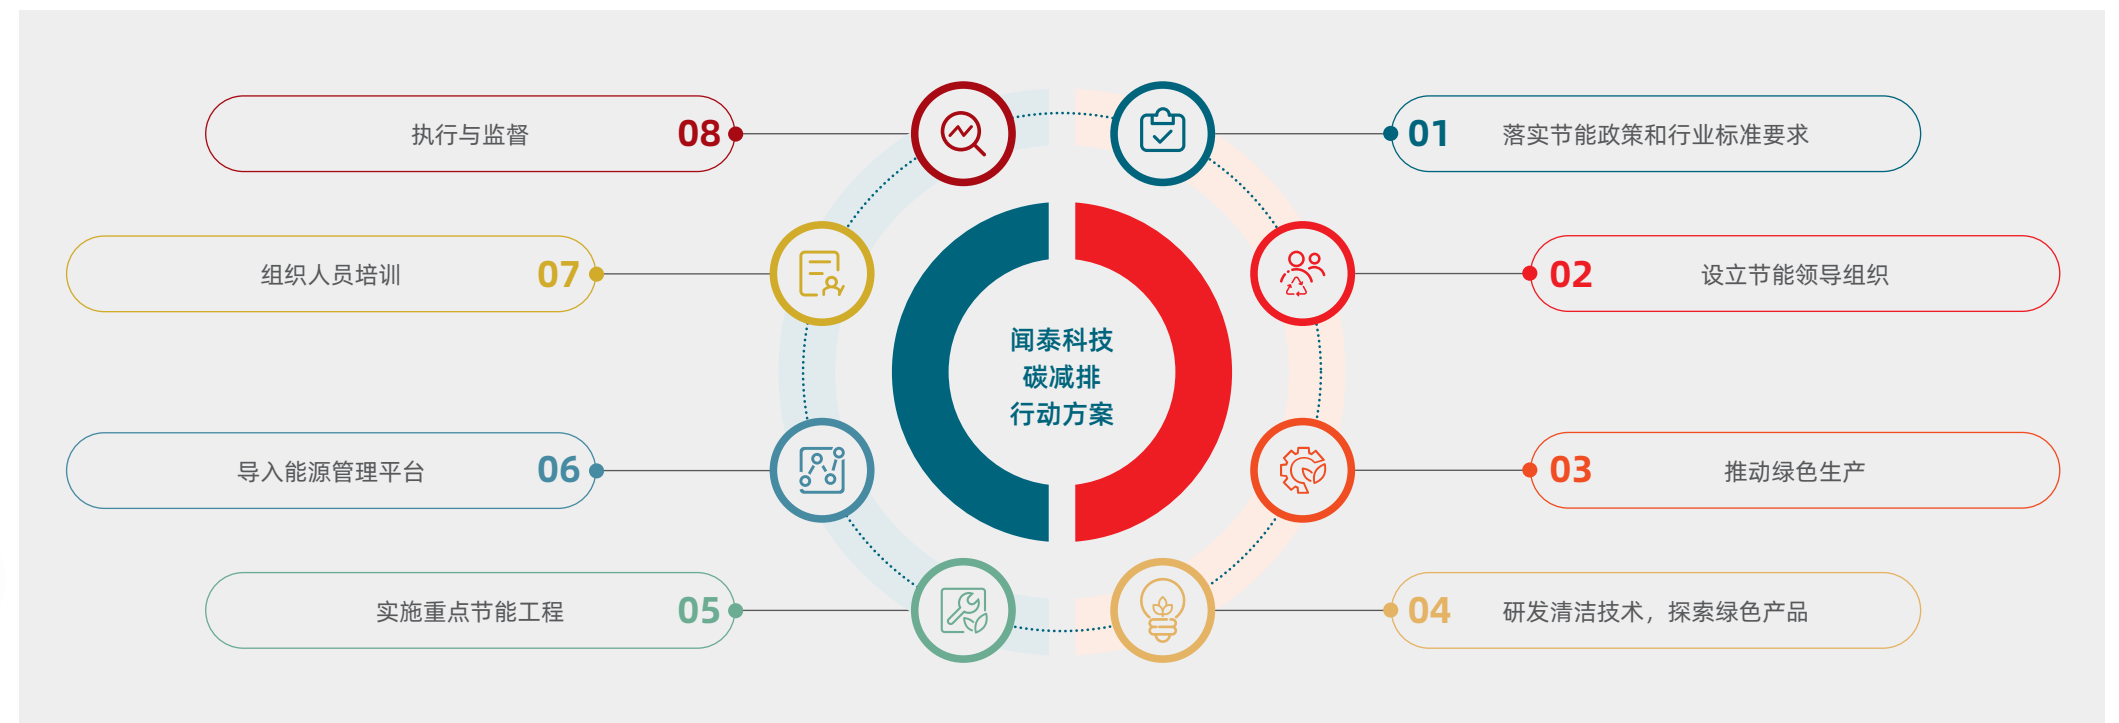 闻泰科技
碳减排
行动方案
01 落实节能政策和行业标准要求
02 设立节能领导组织
03 推动绿色生产
04 研发清洁技术，探索绿色产品
实施重点节能工程 05
导入能源管理平台 06
组织人员培训 07
执行与监督 08